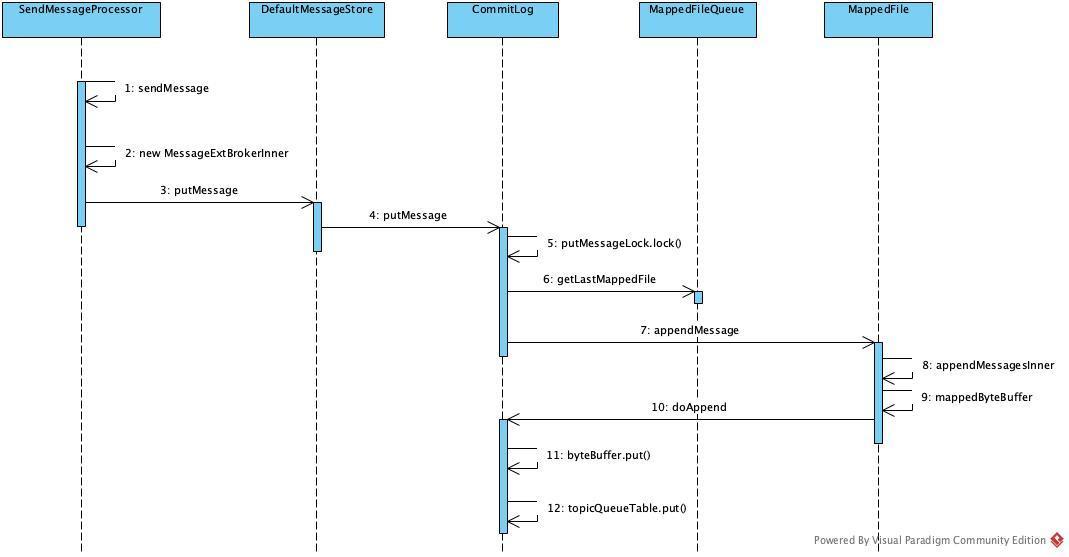 SendMessageProcessor
DefaultMessageStore
CommitLog
MappedFileQueue
MappedFile
1: sendMessage
2: new MessageExtBrokerInner
3: putMessage
4: putMessage
5: putMessageLock.lock()
6: getLastMappedFile
7: appendMessage
8: appendMessagesInner
9: mappedByteBuffer
10: doAppend
11: byteBuffer.put()
12: topicQueueTable.put()
Powered By Visual Paradigm Community Edition